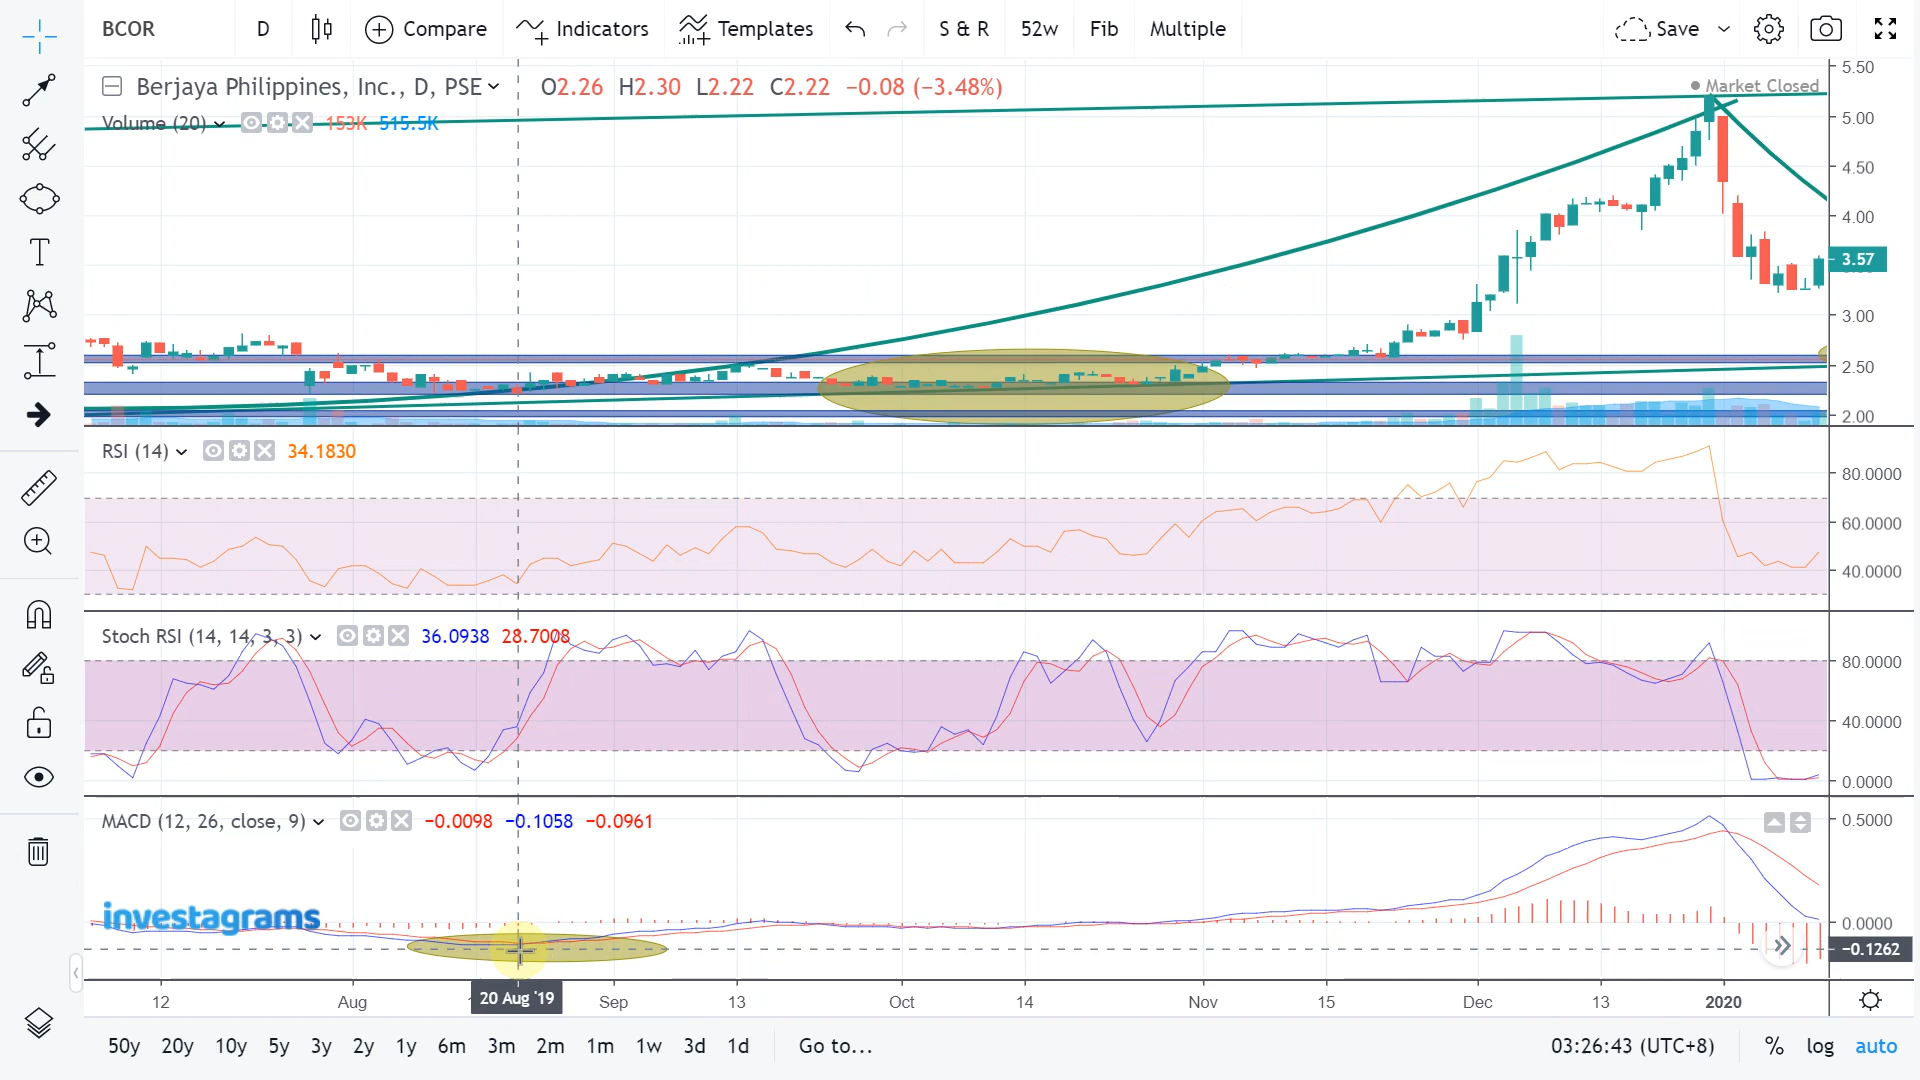 BCOR D Compare Indicators Templates S & R 52w Fib Multiple Save
Berjaya Philippines, Inc., D, PSE O2.26 H2.30 L2.22 C2.22 −0.08 (−3.48%)
Market Closed
Volume (20) 153K 515.5K
5.50
5.00
4.50
4.00
3.57
3.00
2.50
2.00
RSI (14) 34.1830
80.0000
60.0000
40.0000
Stoch RSI (14, 14, 3, 3) 36.0938 28.7008
80.0000
40.0000
0.0000
MACD (12, 26, close, 9) −0.0098 −0.1058 −0.0961
0.5000
0.0000
−0.1262
investagrams
12 Aug 20 Aug '19 Sep 13 Oct 14 Nov 15 Dec 13 2020
50y 20y 10y 5y 3y 2y 1y 6m 3m 2m 1m 1w 3d 1d Go to... 03:26:43 (UTC+8) % log auto